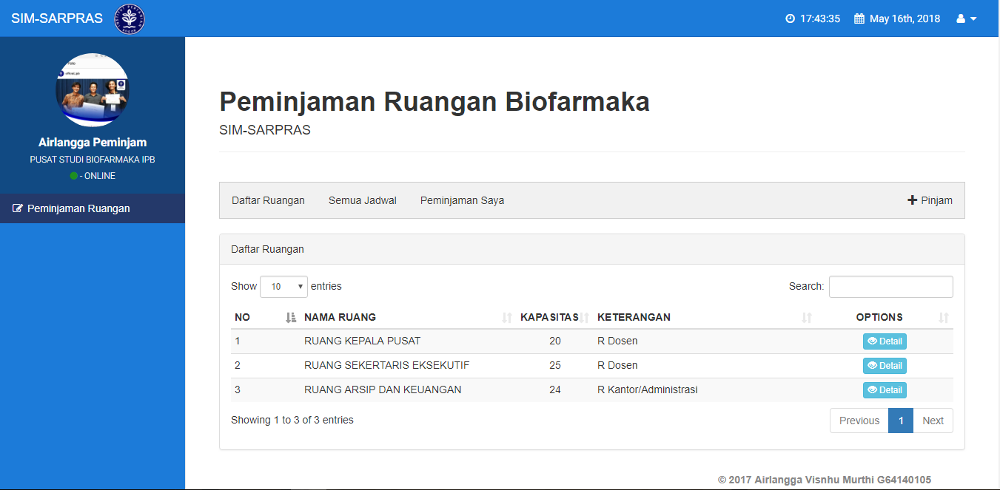 SIM-SARPRAS
INSTITUT PERTANIAN BOGOR
17:43:35 May 16th, 2018
Airlangga Peminjam
PUSAT STUDI BIOFARMAKA IPB
- ONLINE
Peminjaman Ruangan
Peminjaman Ruangan Biofarmaka
SIM-SARPRAS
Daftar Ruangan Semua Jadwal Peminjaman Saya Pinjam
Daftar Ruangan
Show 10 entries Search:
NO NAMA RUANG KAPASITAS KETERANGAN OPTIONS
1 RUANG KEPALA PUSAT 20 R Dosen Detail
2 RUANG SEKERTARIS EKSEKUTIF 25 R Dosen Detail
3 RUANG ARSIP DAN KEUANGAN 24 R Kantor/Administrasi Detail
Showing 1 to 3 of 3 entries Previous 1 Next
© 2017 Airlangga Visnhu Murthi G64140105